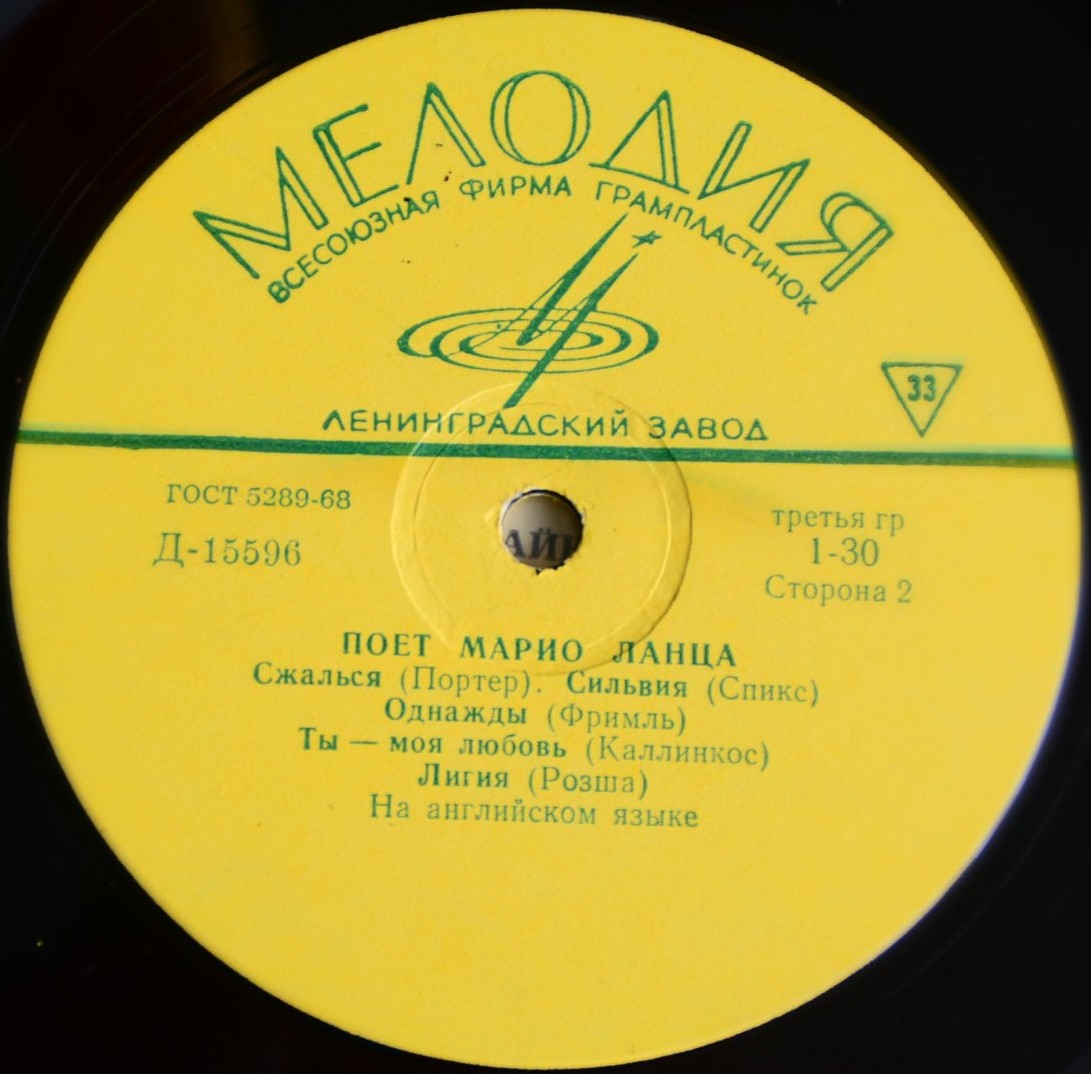 МЕЛОДИЯ
ВСЕСОЮЗНАЯ ФИРМА ГРАМПЛАСТИНОК
33
ЛЕНИНГРАДСКИЙ ЗАВОД
ГОСТ 5289-68
Д-15596
третья гр
1-30
Сторона 2
ПОЕТ МАРИО ЛАНЦА
Сжалься (Портер). Сильвия (Спикс)
Однажды (Фримль)
Ты — моя любовь (Каллинкос)
Лигия (Розша)
На английском языке